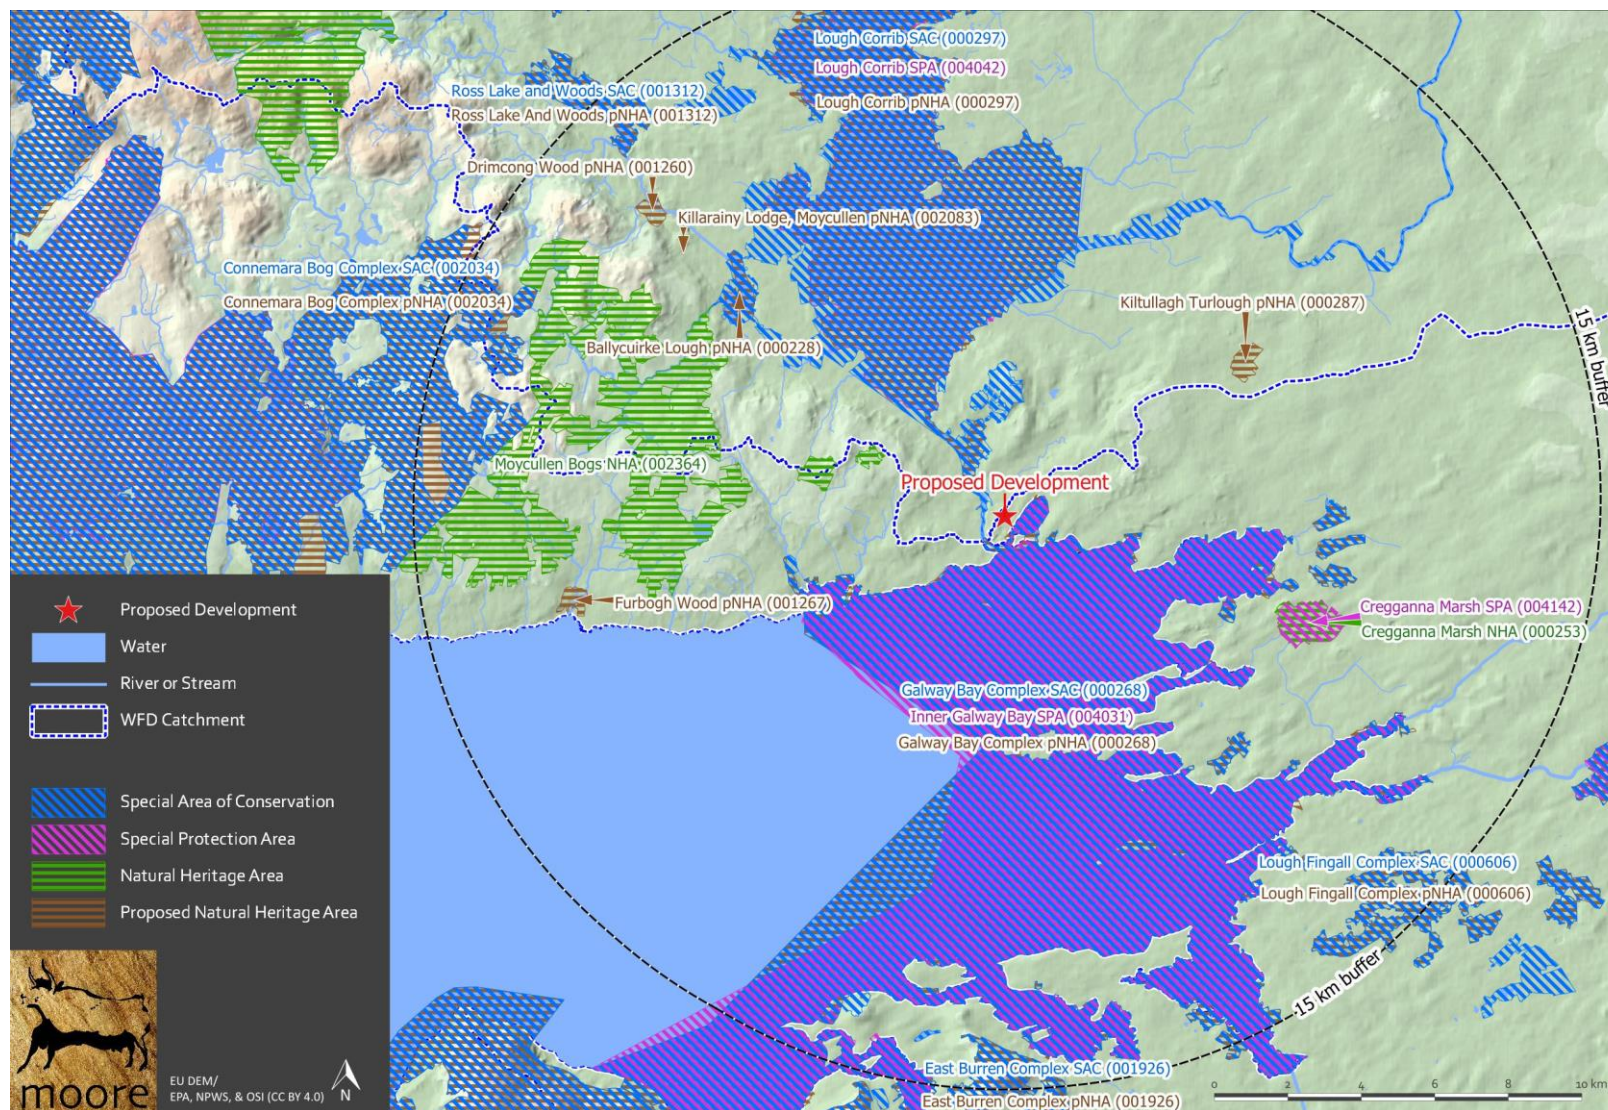 Lough Corrib SAC (000297)
Lough Corrib SPA (004042)
Lough Corrib pNHA (000297)
Ross Lake and Woods SAC (001312)
Ross Lake And Woods pNHA (001312)
Drimcong Wood pNHA (001260)
Killarainy Lodge, Moycullen pNHA (002083)
Connemara Bog Complex SAC (002034)
Connemara Bog Complex pNHA (002034)
Kiltullagh Turlough pNHA (000287)
15 km buffer
Ballycuirke Lough pNHA (000228)
Moycullen Bogs NHA (002364)
Proposed Development
Furbogh Wood pNHA (001267)
Cregganna Marsh SPA (004142)
Cregganna Marsh NHA (000253)
Galway Bay Complex SAC (000268)
Inner Galway Bay SPA (004031)
Galway Bay Complex pNHA (000268)
Lough Fingall Complex SAC (000606)
Lough Fingall Complex pNHA (000606)
15 km buffer
East Burren Complex SAC (001926)
East Burren Complex pNHA (001926)
0 2 4 6 8 10 km
Proposed Development
Water
River or Stream
WFD Catchment
Special Area of Conservation
Special Protection Area
Natural Heritage Area
Proposed Natural Heritage Area
moore
EU DEM/
EPA, NPWS, & OSI (CC BY 4.0)
N